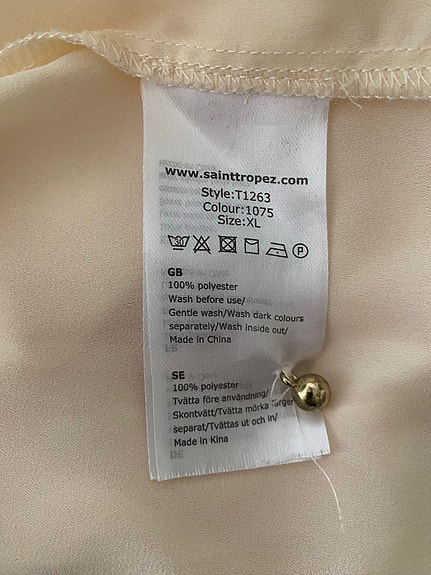 www.sainttropez.com
Style:T1263
Colour:1075
Size:XL
30
P
GB
100% polyester
Wash before use/
Gentle wash/Wash dark colours
separately/Wash inside out/
Made in China
SE
100% polyester
Tvätta före användning/
Skontvätt/Tvätta mörka färger
separat/Tvättas ut och in/
Made in Kina
DE